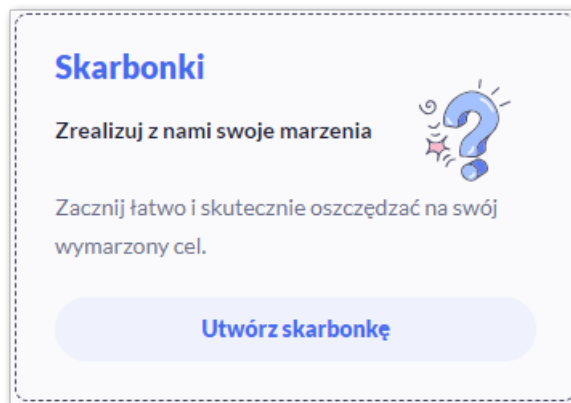 Skarbonki
Zrealizuj z nami swoje marzenia
Zacznij łatwo i skutecznie oszczędzać na swój
wymarzony cel.
Utwórz skarbonkę